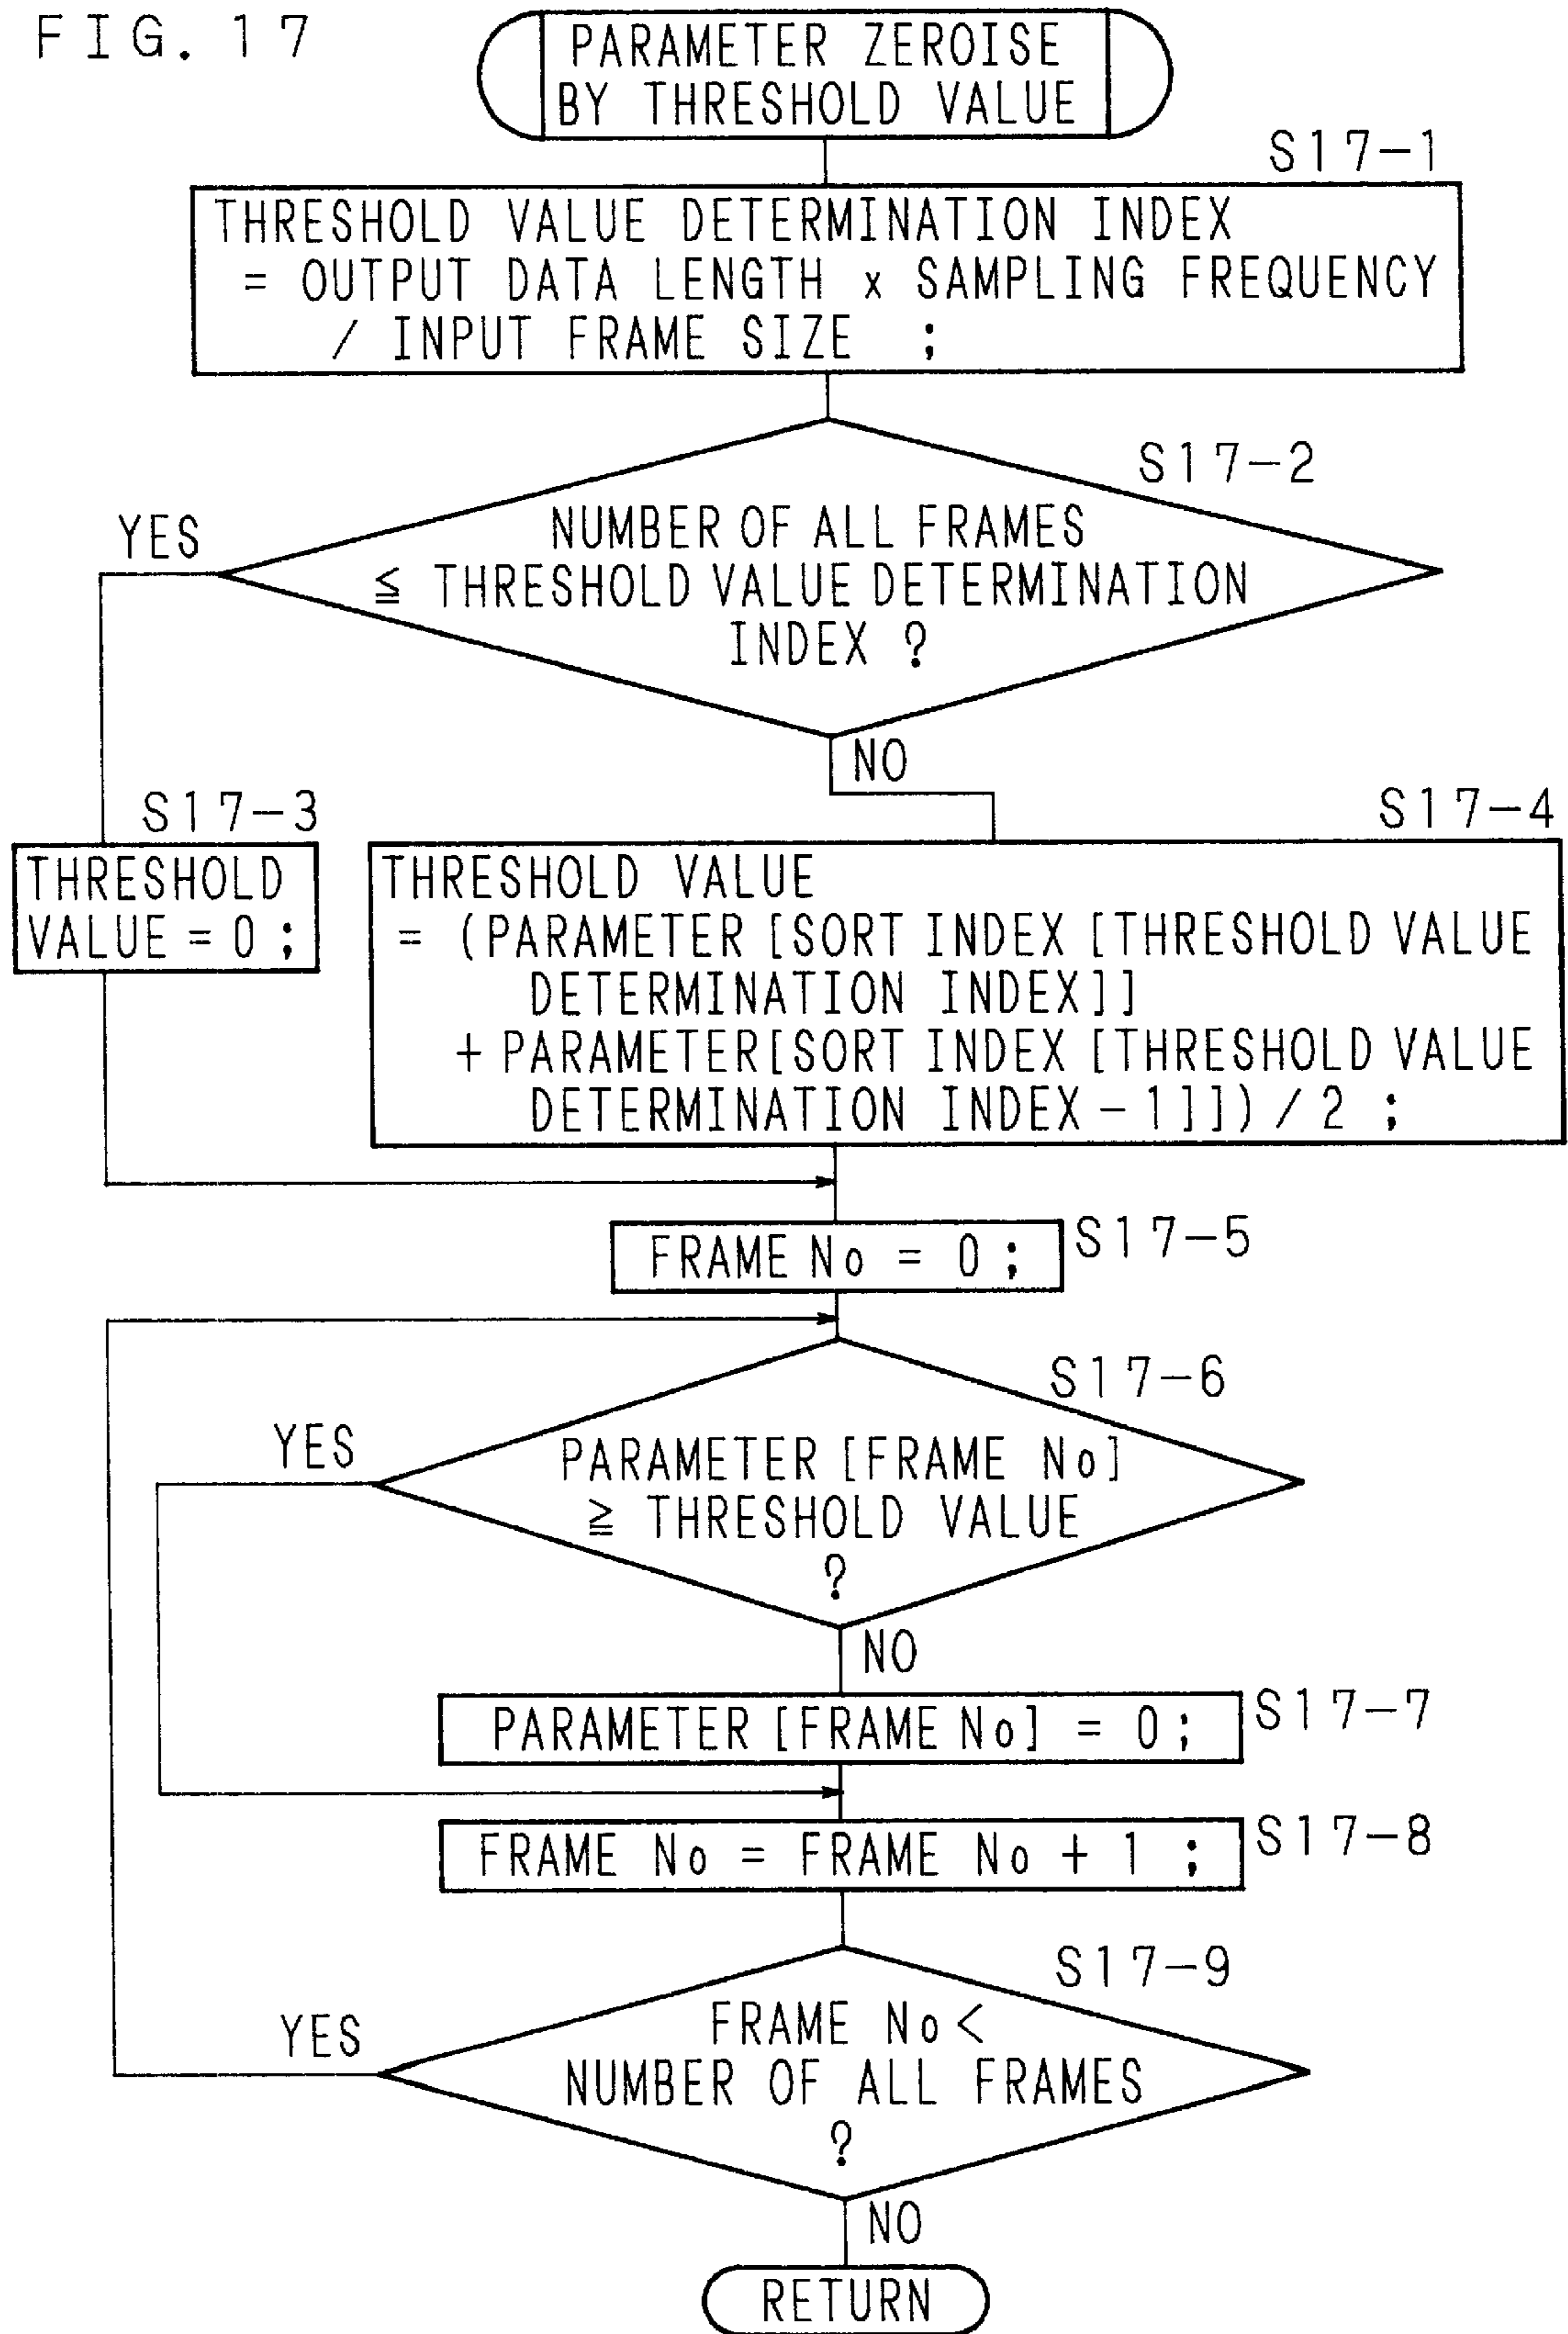 FIG. 17
PARAMETER ZEROISE
BY THRESHOLD VALUE
S17-1
THRESHOLD VALUE DETERMINATION INDEX
= OUTPUT DATA LENGTH x SAMPLING FREQUENCY
/ INPUT FRAME SIZE ;
S17-2
YES
NUMBER OF ALL FRAMES
≦ THRESHOLD VALUE DETERMINATION
INDEX ?
NO
S17-3
THRESHOLD
VALUE = 0 ;
S17-4
THRESHOLD VALUE
= (PARAMETER [SORT INDEX [THRESHOLD VALUE
DETERMINATION INDEX]]
+ PARAMETER[SORT INDEX [THRESHOLD VALUE
DETERMINATION INDEX - 1]]) / 2 ;
FRAME No = 0 ;
S17-5
S17-6
YES
PARAMETER [FRAME No]
≧ THRESHOLD VALUE
?
NO
PARAMETER [FRAME No] = 0 ;
S17-7
FRAME No = FRAME No + 1 ;
S17-8
S17-9
YES
FRAME No <
NUMBER OF ALL FRAMES
?
NO
RETURN